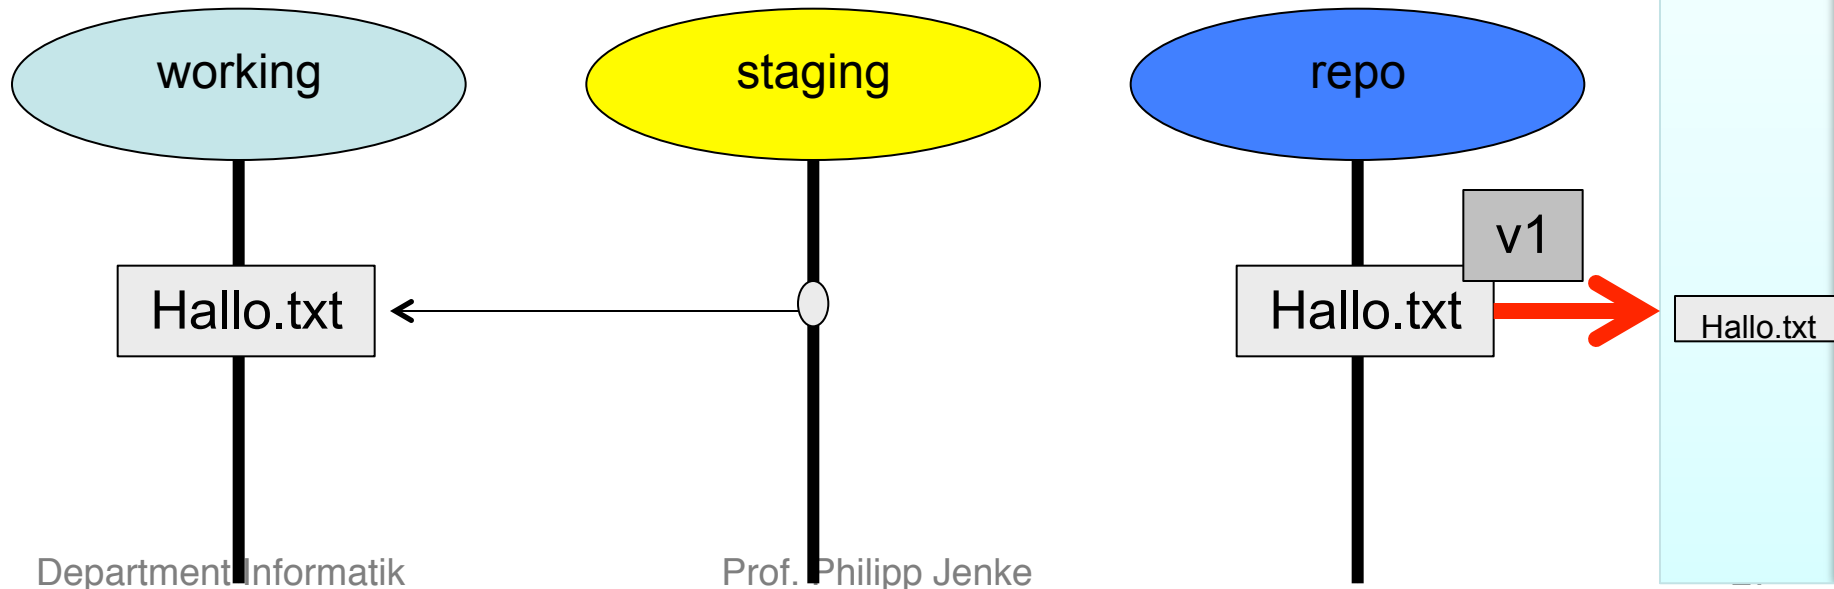 working
staging
repo
v1
Hallo.txt
Hallo.txt
Hallo.txt
Department Informatik
Prof. Philipp Jenke